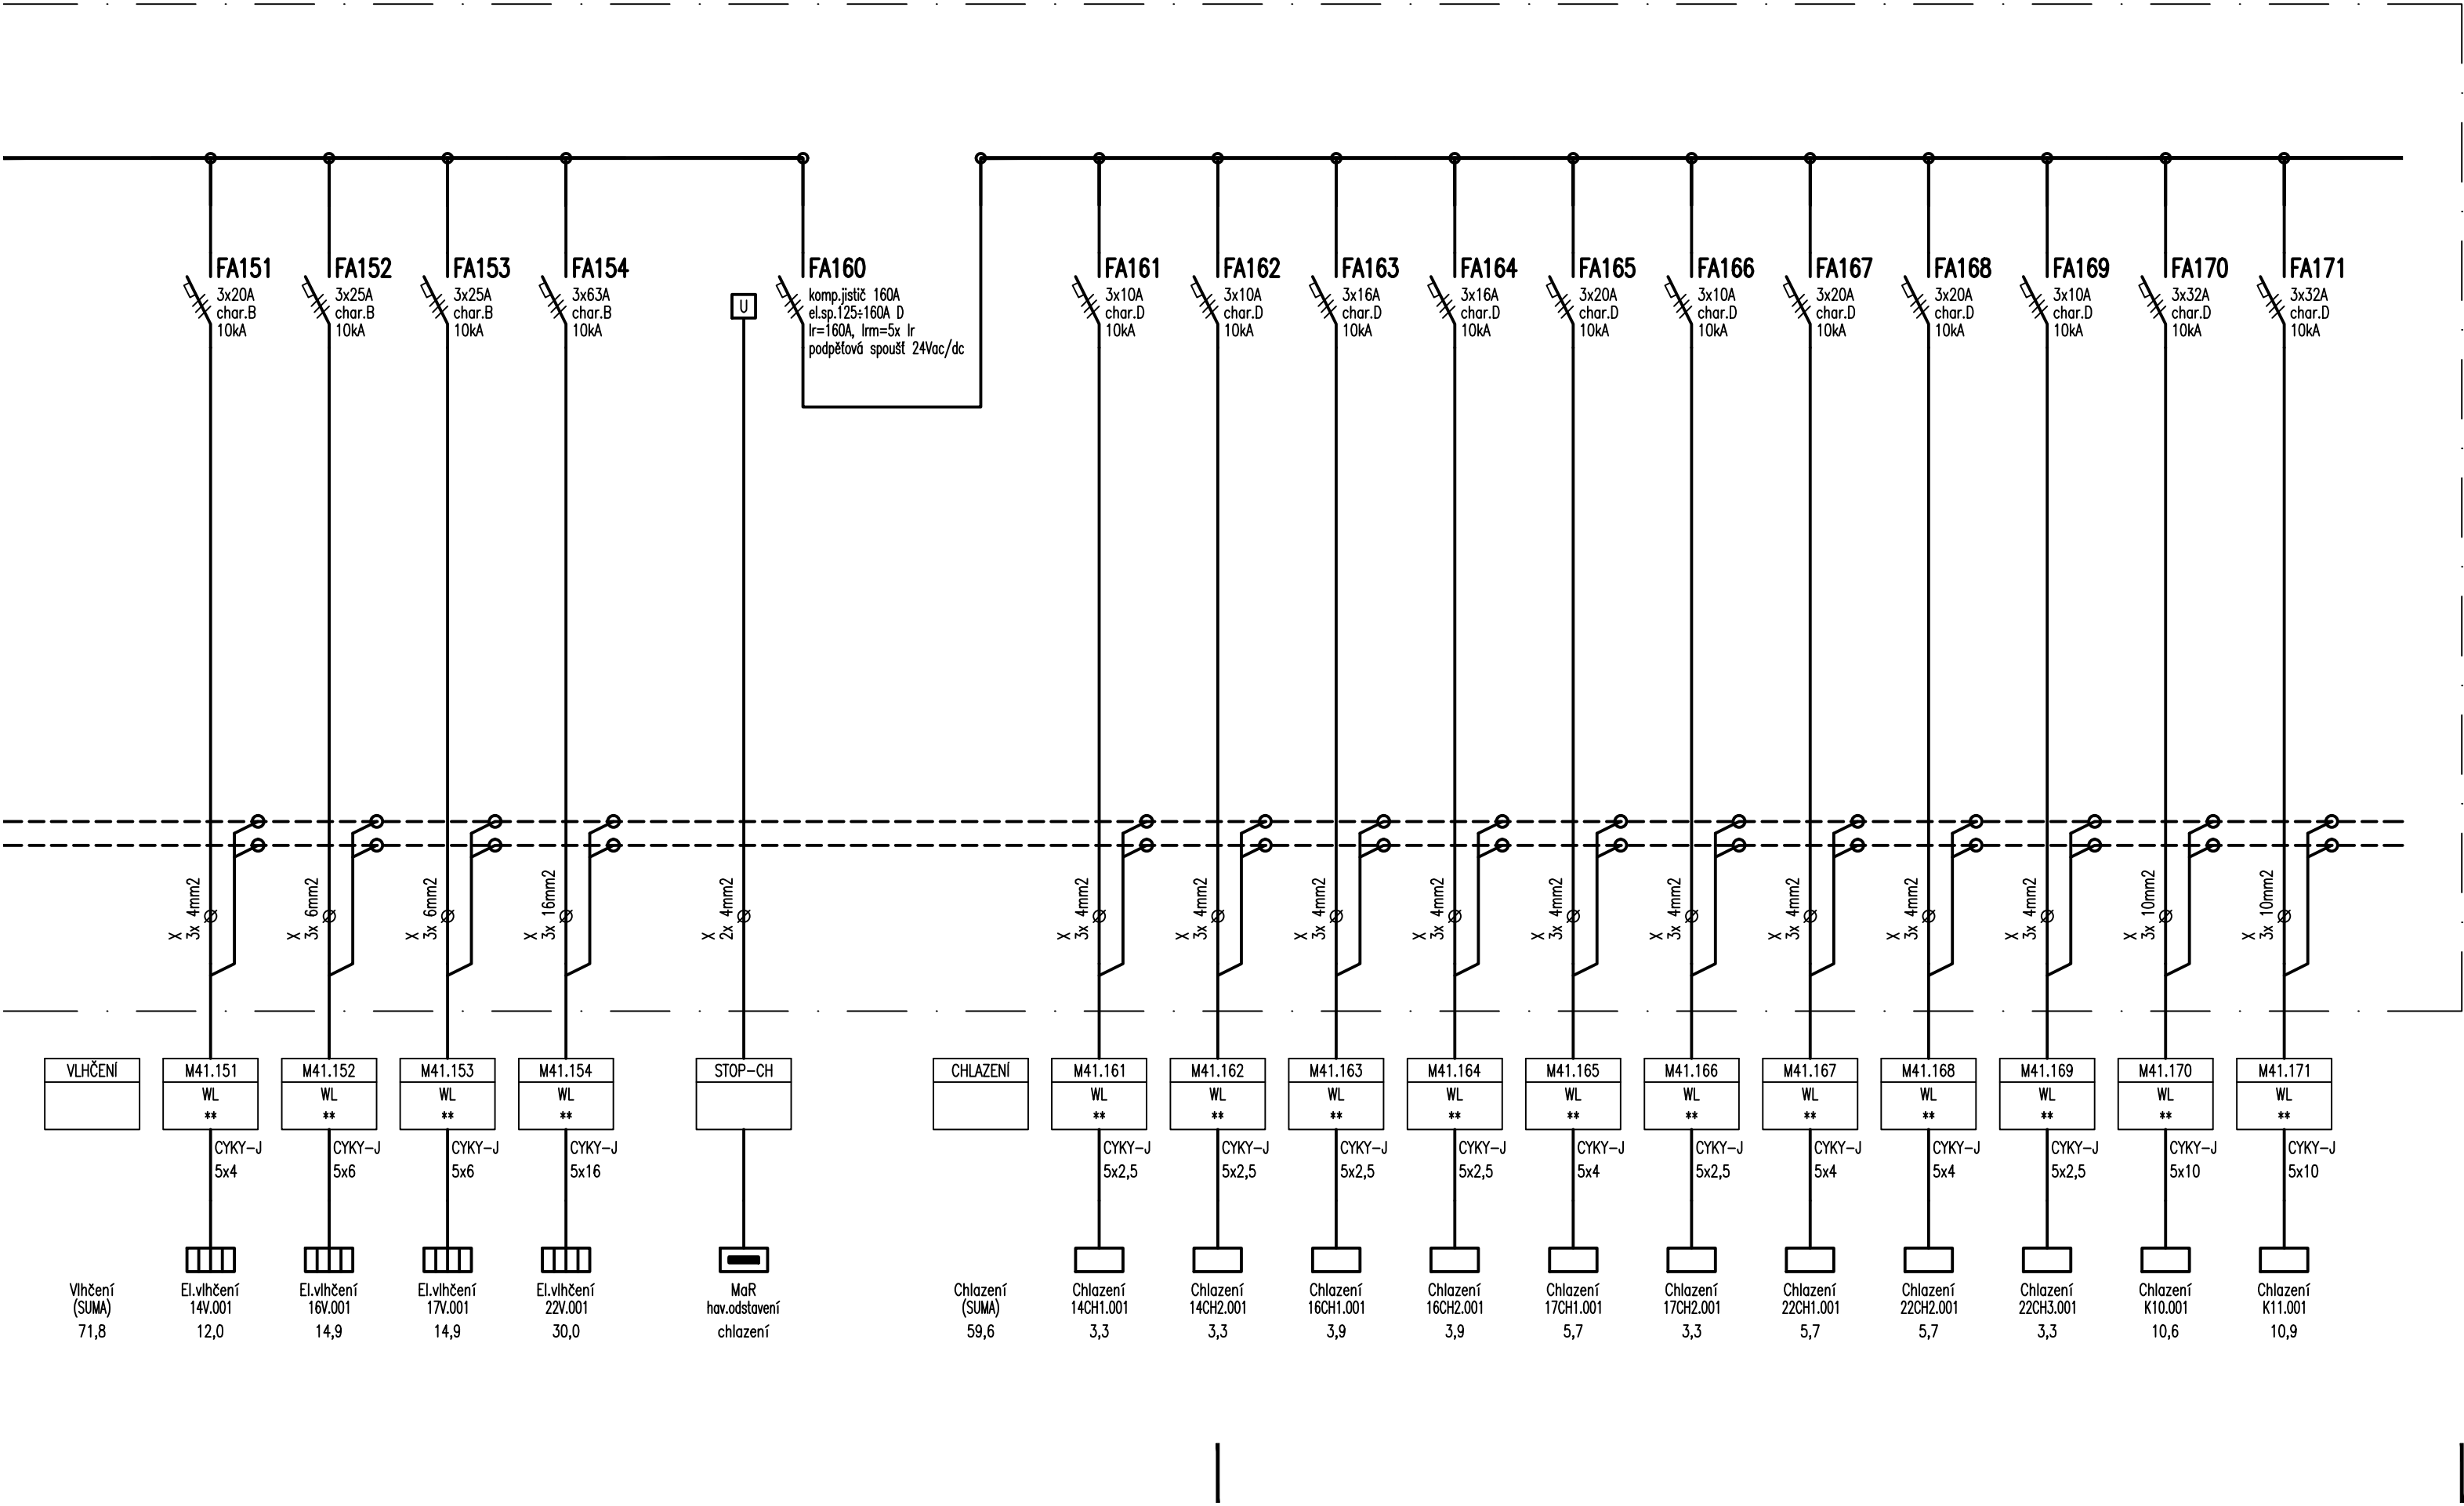 FA151
3x20A
char.B
10kA
FA152
3x25A
char.B
10kA
FA153
3x25A
char.B
10kA
FA154
3x63A
char.B
10kA
U
FA160
komp.jistič 160A
el.sp.125÷160A D
Ir=160A, Irm=5x Ir
podpěťová spoušť 24Vac/dc
FA161
3x10A
char.D
10kA
FA162
3x10A
char.D
10kA
FA163
3x16A
char.D
10kA
FA164
3x16A
char.D
10kA
FA165
3x20A
char.D
10kA
FA166
3x10A
char.D
10kA
FA167
3x20A
char.D
10kA
FA168
3x20A
char.D
10kA
FA169
3x10A
char.D
10kA
FA170
3x32A
char.D
10kA
FA171
3x32A
char.D
10kA
X
3x 4mm2
X
3x 6mm2
X
3x 6mm2
X
3x 16mm2
X
2x 4mm2
X
3x 4mm2
X
3x 4mm2
X
3x 4mm2
X
3x 4mm2
X
3x 4mm2
X
3x 4mm2
X
3x 4mm2
X
3x 4mm2
X
3x 4mm2
X
3x 10mm2
X
3x 10mm2
VLHČENÍ
Vlhčení
(SUMA)
71,8
M41.151
WL
**
CYKY-J
5x4
El.vlhčení
14V.001
12,0
M41.152
WL
**
CYKY-J
5x6
El.vlhčení
16V.001
14,9
M41.153
WL
**
CYKY-J
5x6
El.vlhčení
17V.001
14,9
M41.154
WL
**
CYKY-J
5x16
El.vlhčení
22V.001
30,0
STOP-CH
MaR
hav.odstavení
chlazení
CHLAZENÍ
Chlazení
(SUMA)
59,6
M41.161
WL
**
CYKY-J
5x2,5
Chlazení
14CH1.001
3,3
M41.162
WL
**
CYKY-J
5x2,5
Chlazení
14CH2.001
3,3
M41.163
WL
**
CYKY-J
5x2,5
Chlazení
16CH1.001
3,9
M41.164
WL
**
CYKY-J
5x2,5
Chlazení
16CH2.001
3,9
M41.165
WL
**
CYKY-J
5x4
Chlazení
17CH1.001
5,7
M41.166
WL
**
CYKY-J
5x2,5
Chlazení
17CH2.001
3,3
M41.167
WL
**
CYKY-J
5x4
Chlazení
22CH1.001
5,7
M41.168
WL
**
CYKY-J
5x4
Chlazení
22CH2.001
5,7
M41.169
WL
**
CYKY-J
5x2,5
Chlazení
22CH3.001
3,3
M41.170
WL
**
CYKY-J
5x10
Chlazení
K10.001
10,6
M41.171
WL
**
CYKY-J
5x10
Chlazení
K11.001
10,9